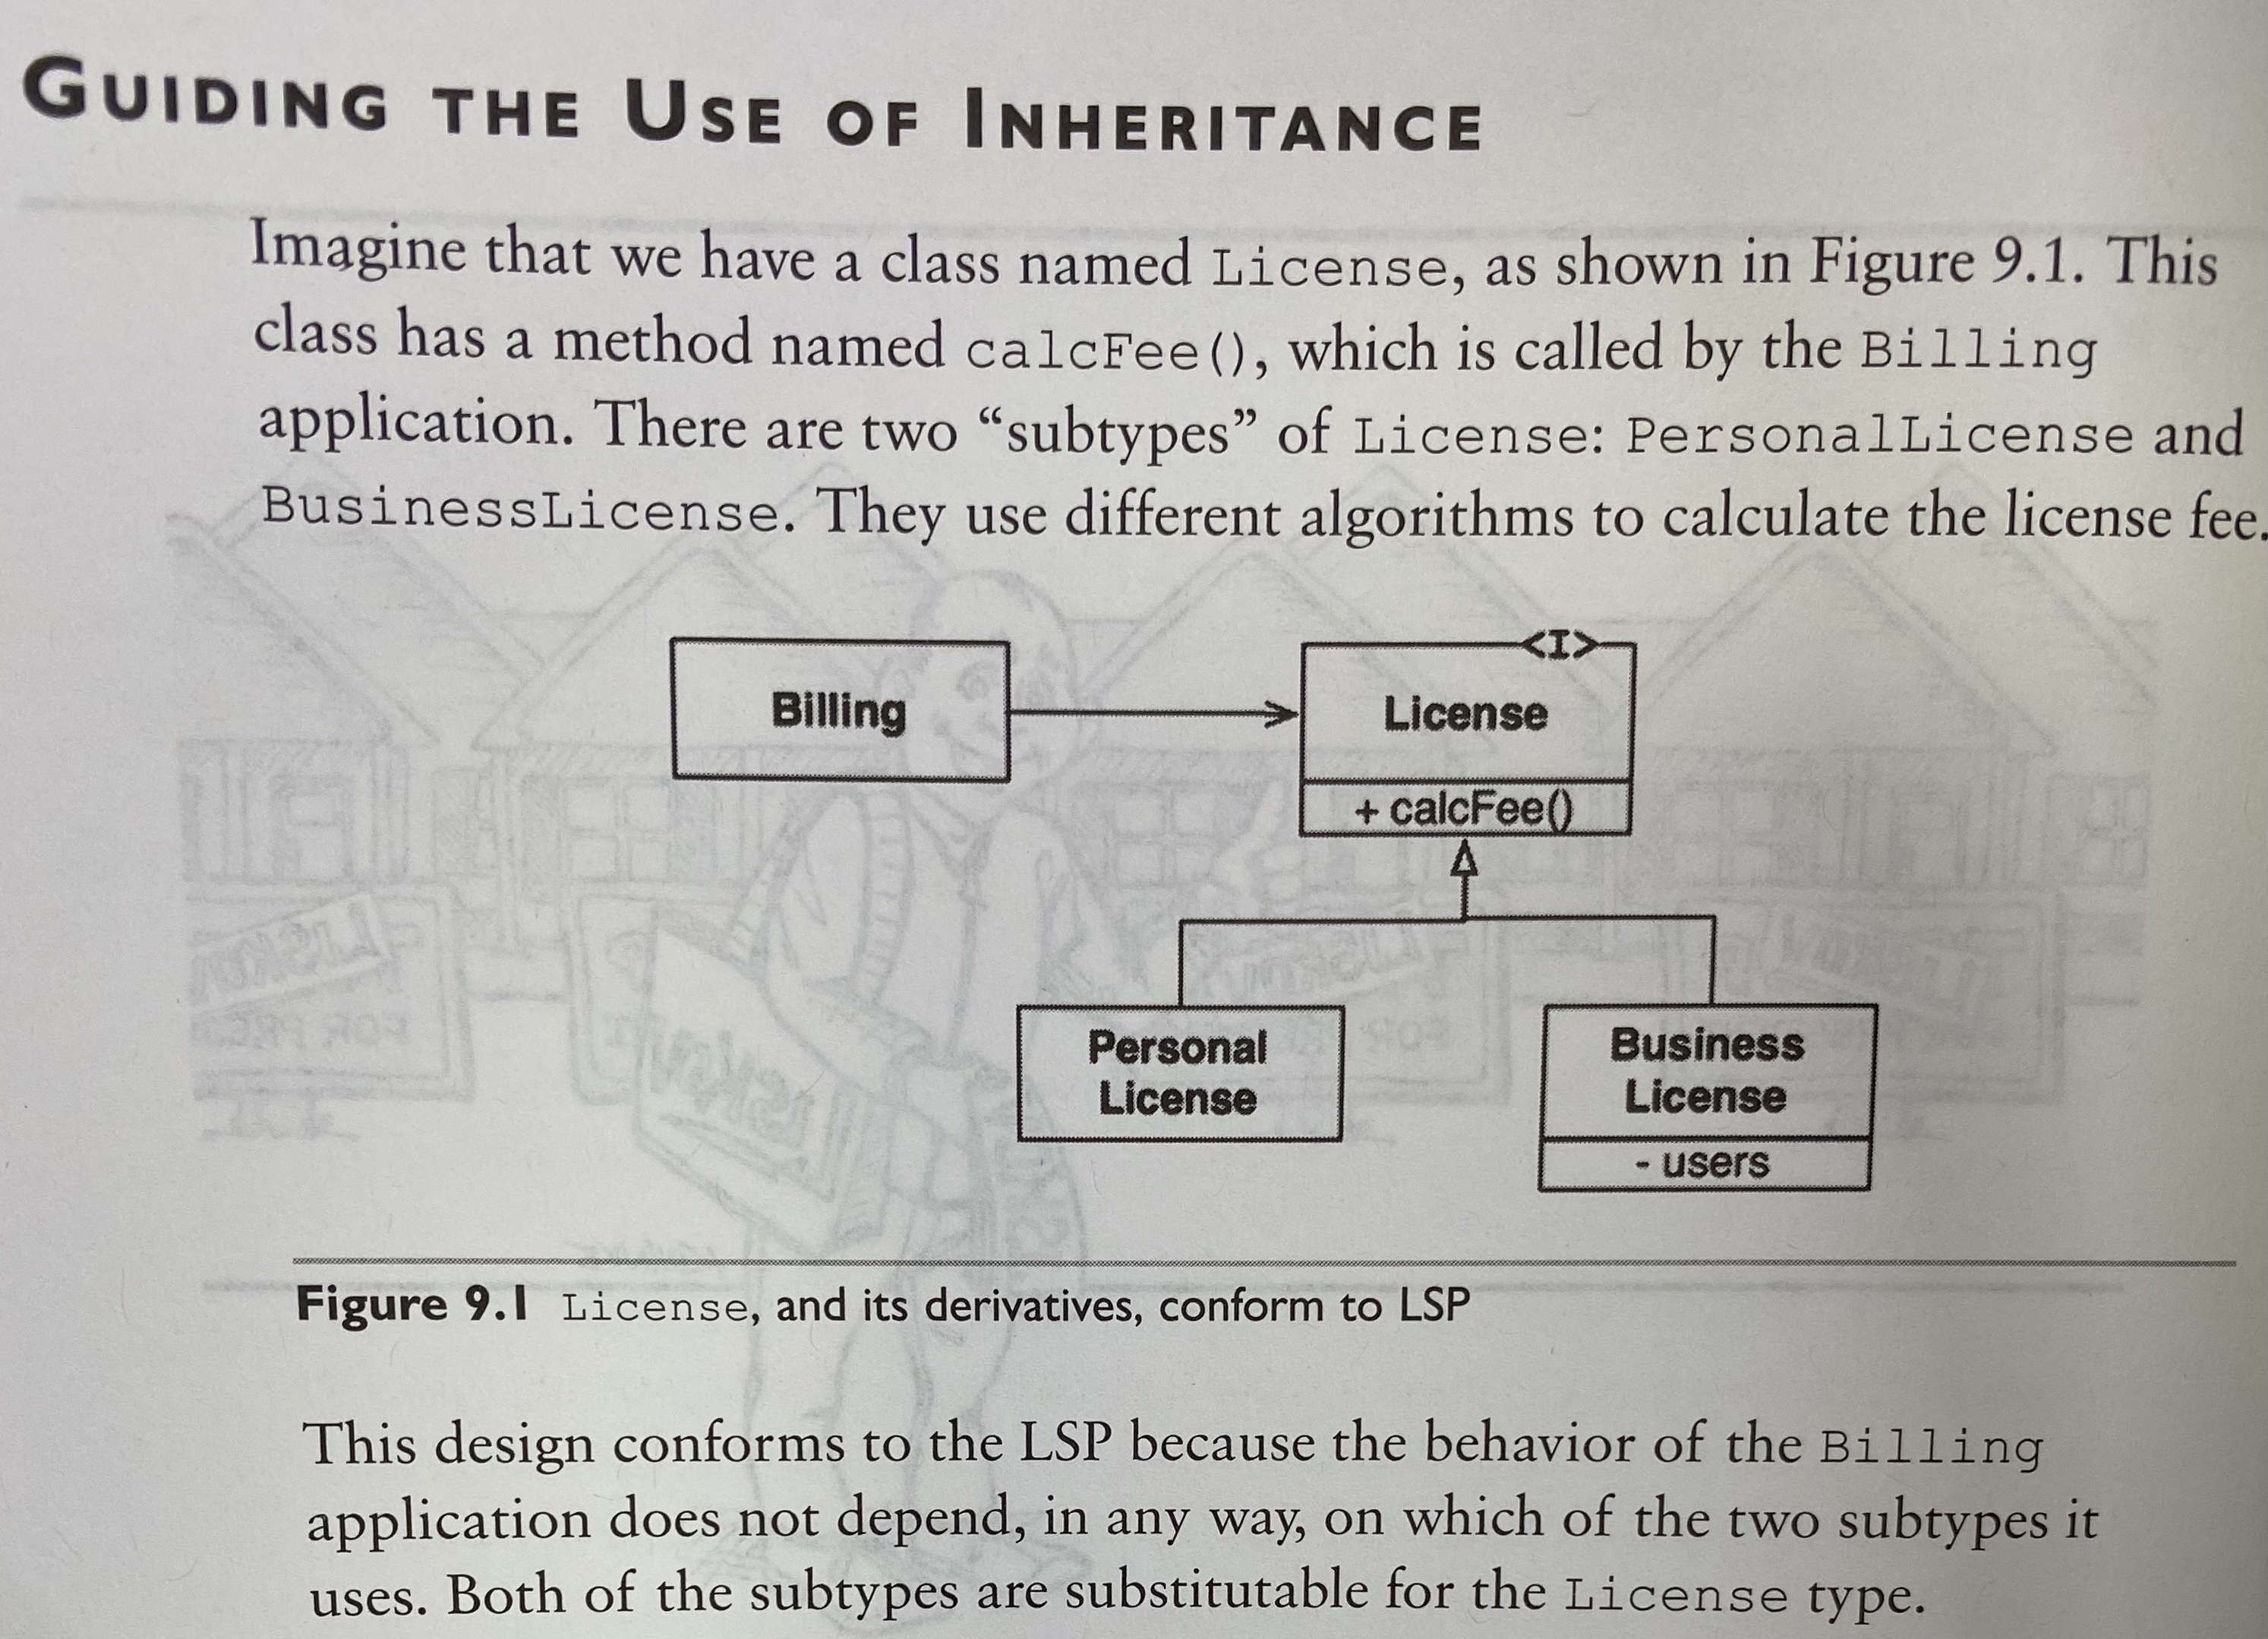 GUIDING THE USE OF INHERITANCE
Imagine that we have a class named License, as shown in Figure 9.1. This
class has a method named calcFee(), which is called by the Billing
application. There are two “subtypes” of License: PersonalLicense and
BusinessLicense. They use different algorithms to calculate the license fee.
<I>
Billing
License
+ calcFee()
Personal
License
Business
License
- users
Figure 9.1 License, and its derivatives, conform to LSP
This design conforms to the LSP because the behavior of the Billing
application does not depend, in any way, on which of the two subtypes it
uses. Both of the subtypes are substitutable for the License type.